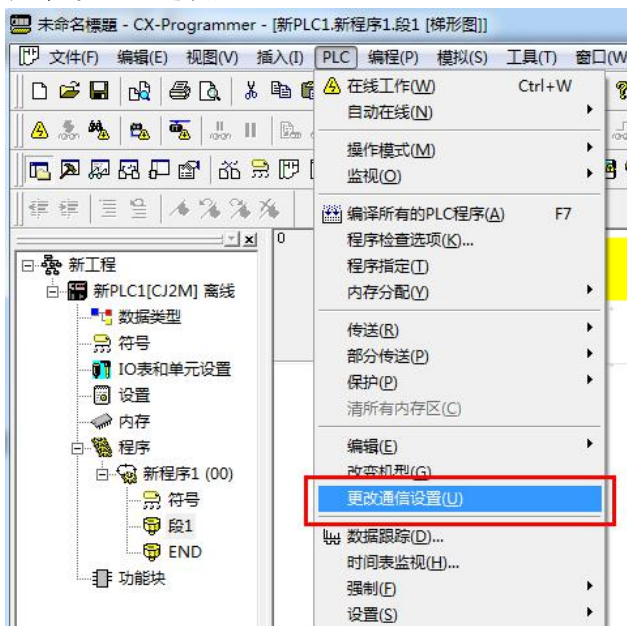 未命名標題 - CX-Programmer - [新PLC1.新程序1.段1 [梯形图]]
文件(F) 编辑(E) 视图(V) 插入(I) PLC 编程(P) 模拟(S) 工具(T) 窗口(W
在线工作(W) Ctrl+W
自动在线(N)
操作模式(M)
监视(O)
编译所有的PLC程序(A) F7
程序检查选项(K)...
程序指定(T)
内存分配(Y)
传送(R)
部分传送(P)
保护(P)
清所有内存区(C)
编辑(E)
改变机型(G)
更改通信设置(U)
数据跟踪(D)...
时间表监视(H)...
强制(F)
设置(S)
0
新工程
新PLC1[CJ2M] 离线
数据类型
符号
IO表和单元设置
设置
内存
程序
新程序1 (00)
符号
段1
END
功能块